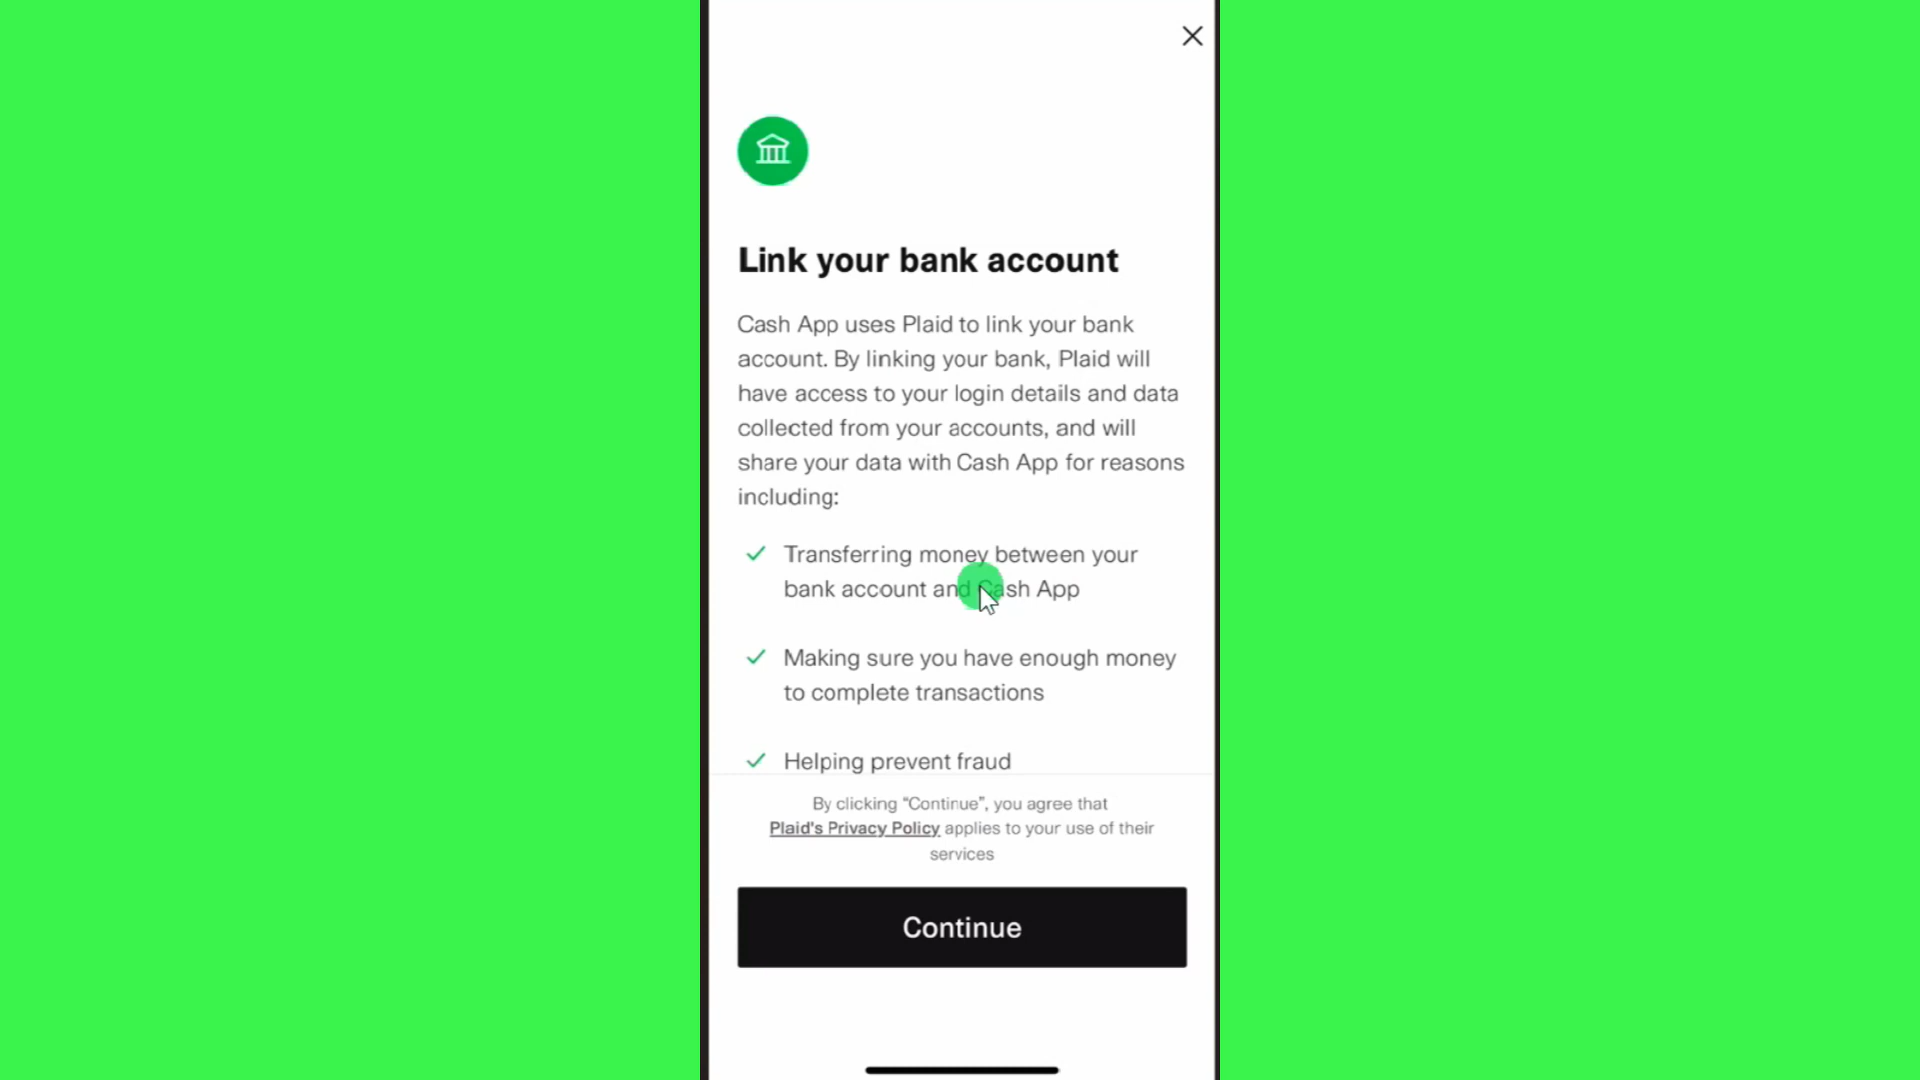 Link your bank account
Cash App uses Plaid to link your bank
account. By linking your bank, Plaid will
have access to your login details and data
collected from your accounts, and will
share your data with Cash App for reasons
including:
Transferring money between your
bank account and Cash App
Making sure you have enough money
to complete transactions
Helping prevent fraud
By clicking “Continue”, you agree that
Plaid's Privacy Policy applies to your use of their
services
Continue